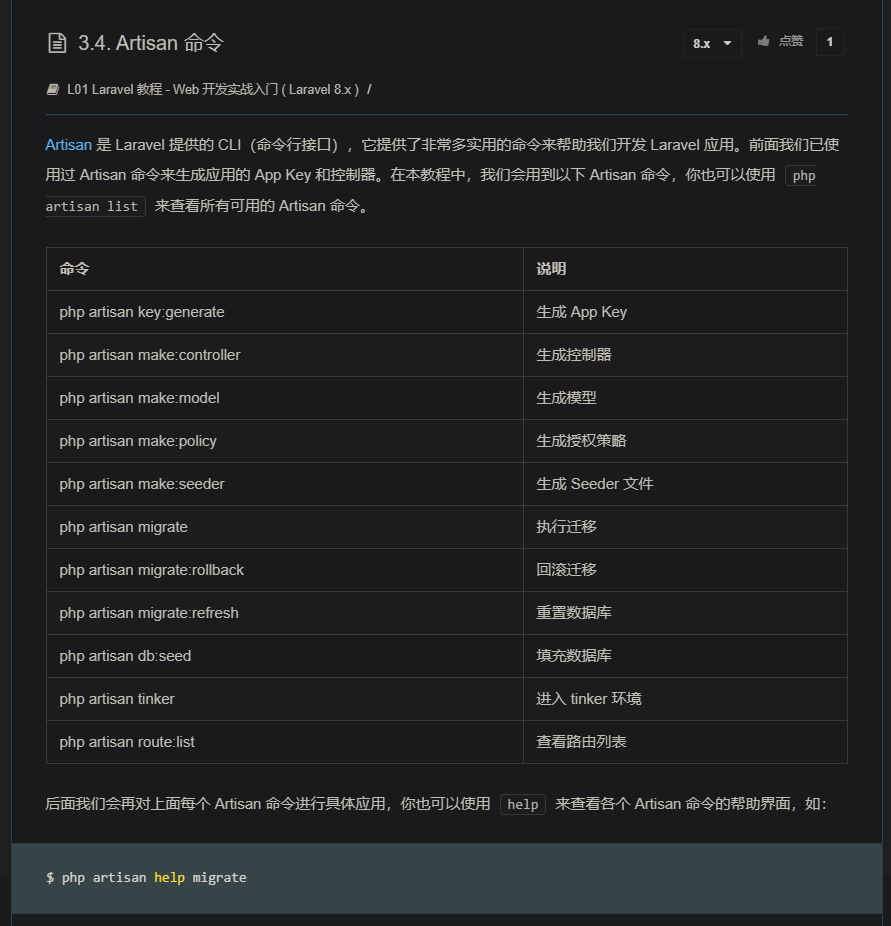 3.4. Artisan 命令
8.x
点赞
1
L01 Laravel 教程 - Web 开发实战入门 ( Laravel 8.x ) /
Artisan 是 Laravel 提供的 CLI（命令行接口），它提供了非常多实用的命令来帮助我们开发 Laravel 应用。前面我们已使
用过 Artisan 命令来生成应用的 App Key 和控制器。在本教程中，我们会用到以下 Artisan 命令，你也可以使用 php
artisan list 来查看所有可用的 Artisan 命令。
命令 说明
php artisan key:generate 生成 App Key
php artisan make:controller 生成控制器
php artisan make:model 生成模型
php artisan make:policy 生成授权策略
php artisan make:seeder 生成 Seeder 文件
php artisan migrate 执行迁移
php artisan migrate:rollback 回滚迁移
php artisan migrate:refresh 重置数据库
php artisan db:seed 填充数据库
php artisan tinker 进入 tinker 环境
php artisan route:list 查看路由列表
后面我们会再对上面每个 Artisan 命令进行具体应用，你也可以使用 help 来查看各个 Artisan 命令的帮助界面，如：
$ php artisan help migrate